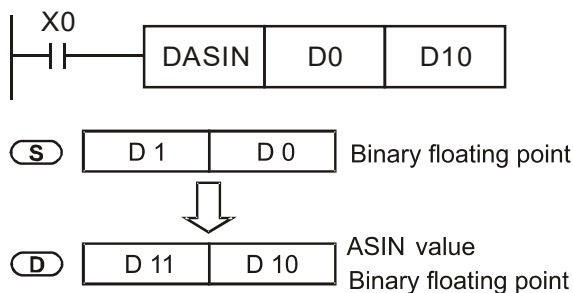 X0
DASIN D0 D10
S D 1 D 0 Binary floating point
ASIN value
D D 11 D 10
Binary floating point